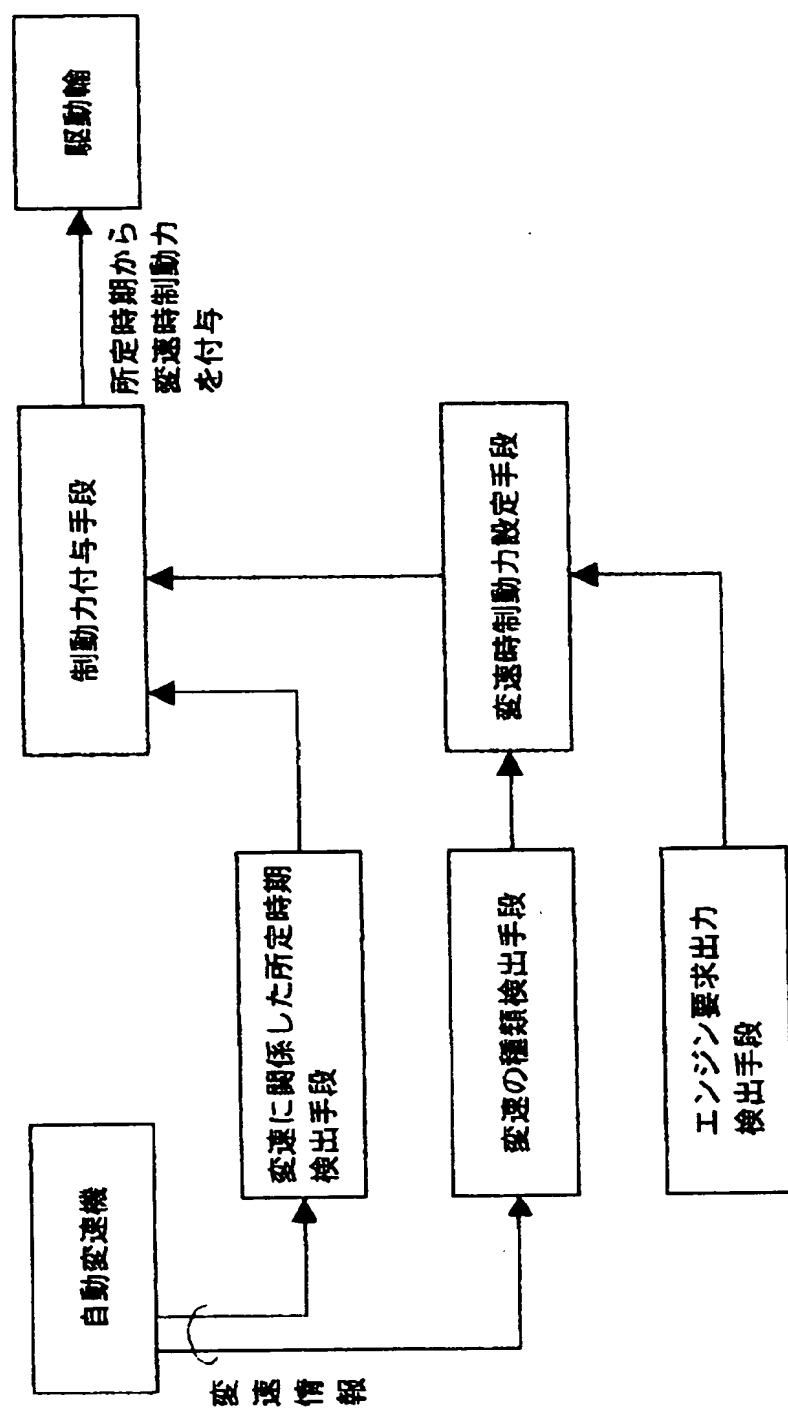 自動変速機
変速情報
変速に関係した所定時期
検出手段
変速の種類検出手段
エンジン要求出力
検出手段
制動力付与手段
変速時制動力設定手段
所定時期から
変速時制動力
を付与
駆動輪